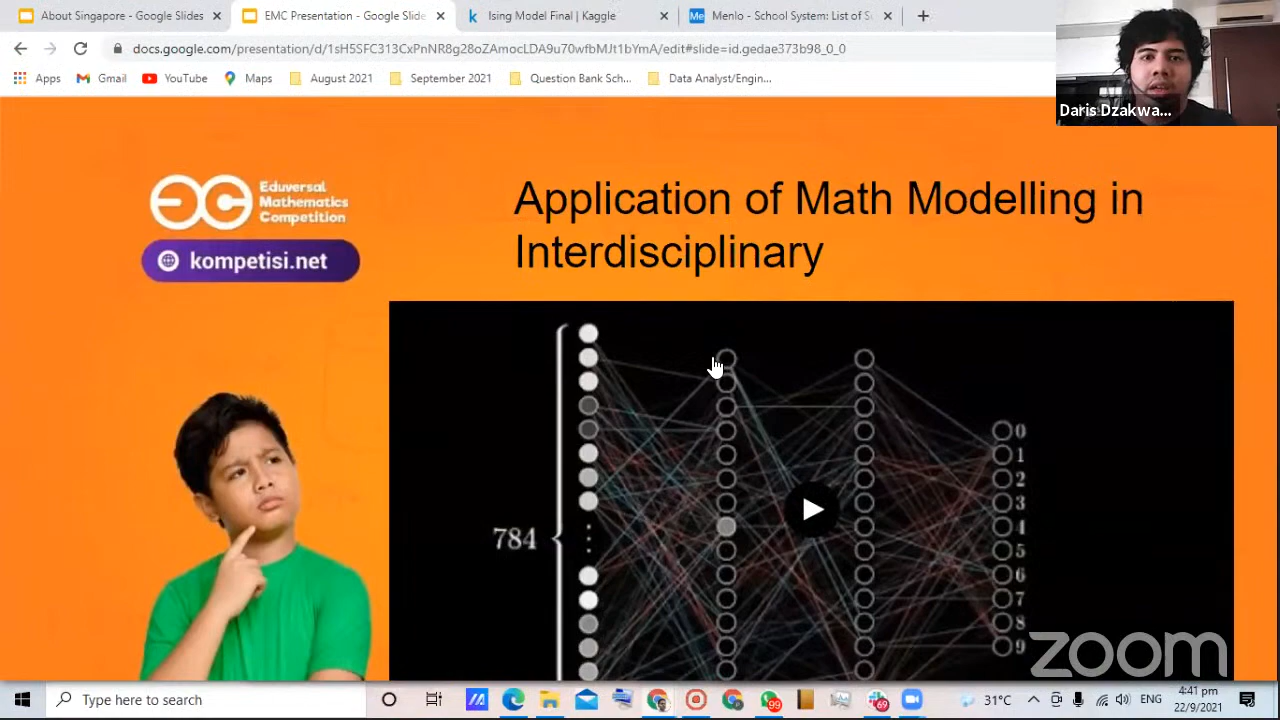 About Singapore - Google Slides
EMC Presentation - Google Slide
Ising Model Final | Kaggle
Mento - School System: List of S
docs.google.com/presentation/d/1sH5SFC313CxPnNR8g28oZAmocLDA9u70wfbMJt1bYmA/edit#slide=id.gedae373b98_0_0
Apps
Gmail
YouTube
Maps
August 2021
September 2021
Question Bank Sch...
Data Analyst/Engin...
Daris Dzakwa...
Eduversal
Mathematics
Competition
kompetisi.net
Application of Math Modelling in
Interdisciplinary
784
0
1
2
3
4
5
6
7
8
9
zoom
Type here to search
99
69
31°C
ENG
4:41 pm
22/9/2021